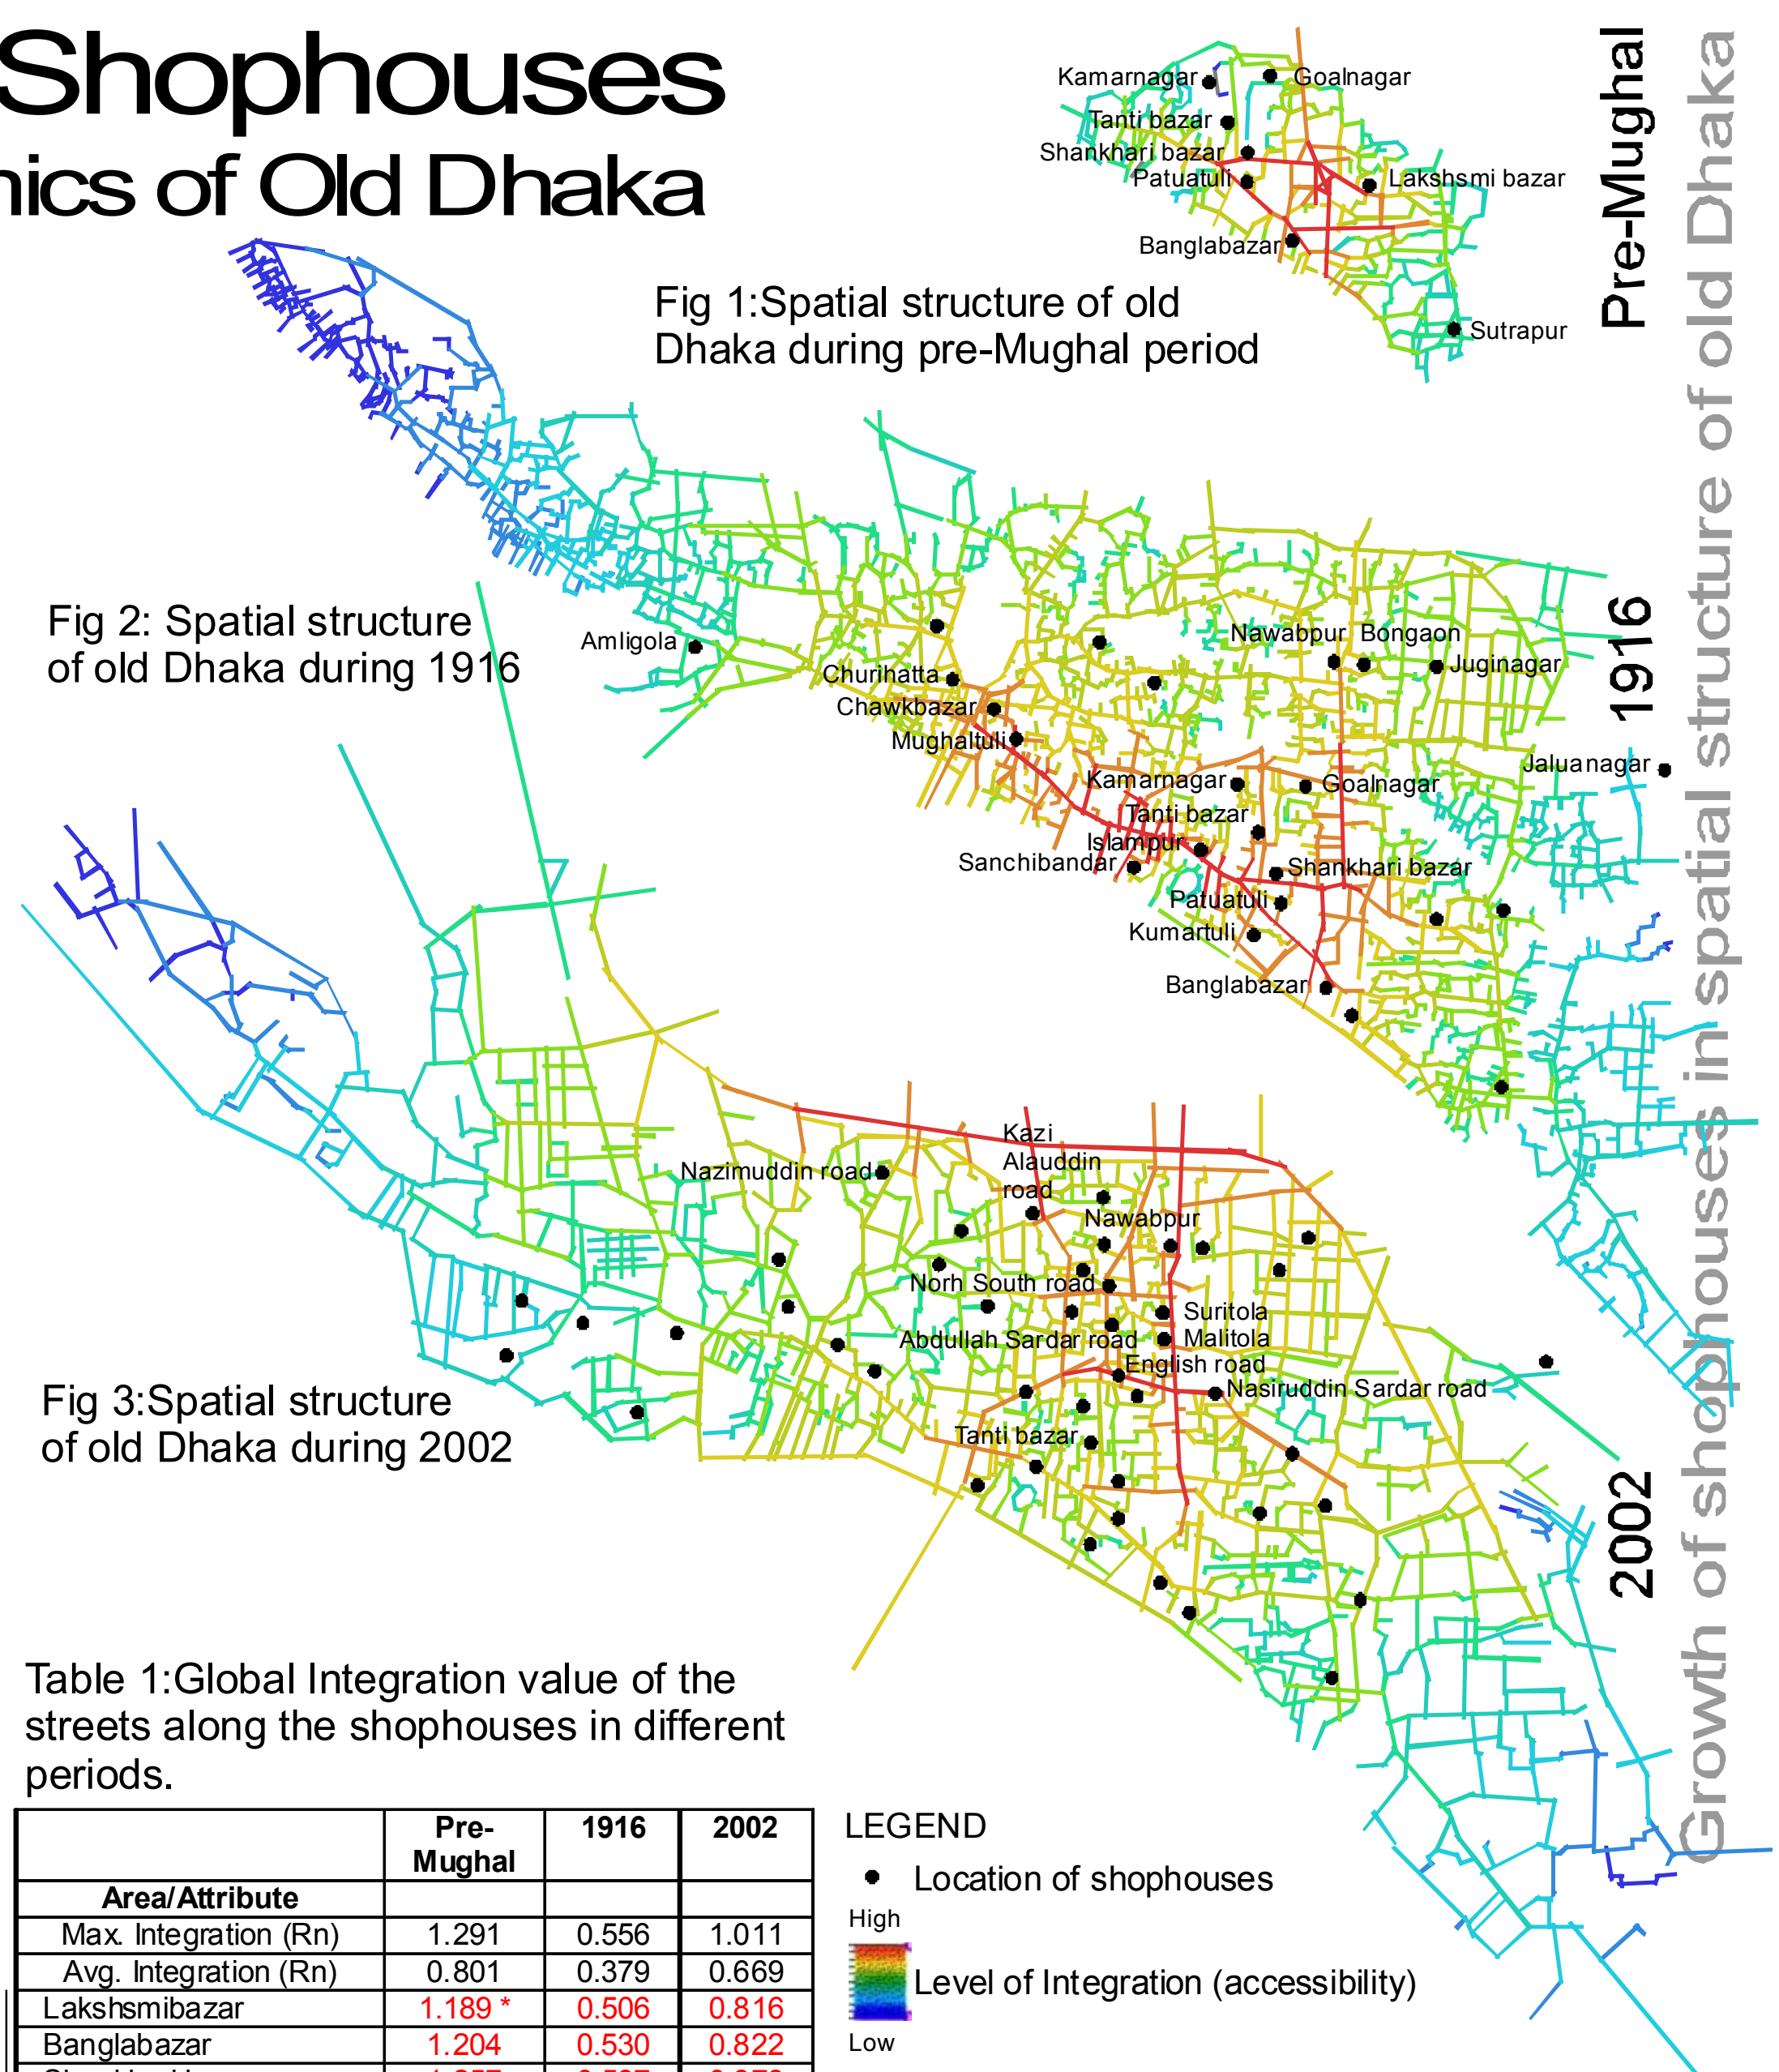 Shophouses
nics of Old Dhaka
Pre-Mughal
Growth of shophouses in spatial structure of old Dhaka
Kamarnagar
Goalnagar
Tanti bazar
Shankhari bazar
Patuatuli
Lakshsmi bazar
Banglabazar
Sutrapur
Fig 1:Spatial structure of old
Dhaka during pre-Mughal period
1916
Fig 2: Spatial structure
of old Dhaka during 1916
Amligola
Churihatta
Chawkbazar
Mughaltuli
Nawabpur
Bongaon
Juginagar
Jaluanagar
Kamarnagar
Goalnagar
Tanti bazar
Islampur
Sanchibandar
Shankhari bazar
Patuatuli
Kumartuli
Banglabazar
2002
Nazimuddin road
Kazi
Alauddin
road
Nawabpur
Norh South road
Suritola
Abdullah Sardar road
Malitola
English road
Nasiruddin Sardar road
Tanti bazar
Fig 3:Spatial structure
of old Dhaka during 2002
Table 1:Global Integration value of the
streets along the shophouses in different
periods.
Pre-
Mughal
1916
2002
Area/Attribute
Max. Integration (Rn) 1.291 0.556 1.011
Avg. Integration (Rn) 0.801 0.379 0.669
Lakshsmibazar 1.189 * 0.506 0.816
Banglabazar 1.204 0.530 0.822
LEGEND
Location of shophouses
High
Level of Integration (accessibility)
Low